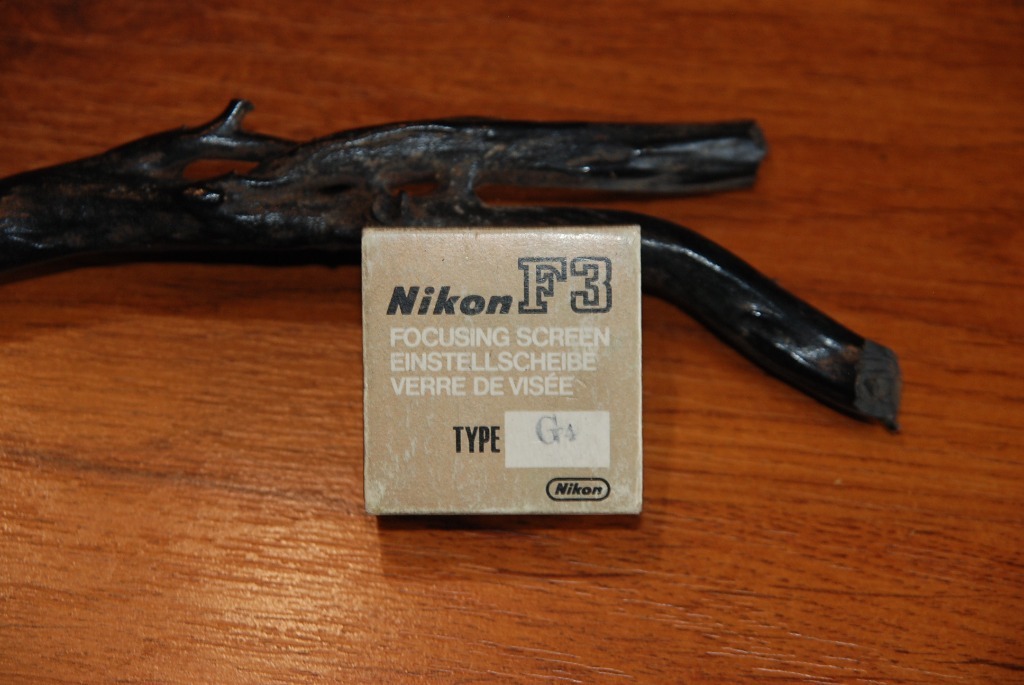 Nikon F3
FOCUSING SCREEN
EINSTELLSCHEIBE
VERRE DE VISÉE
TYPE G4
Nikon